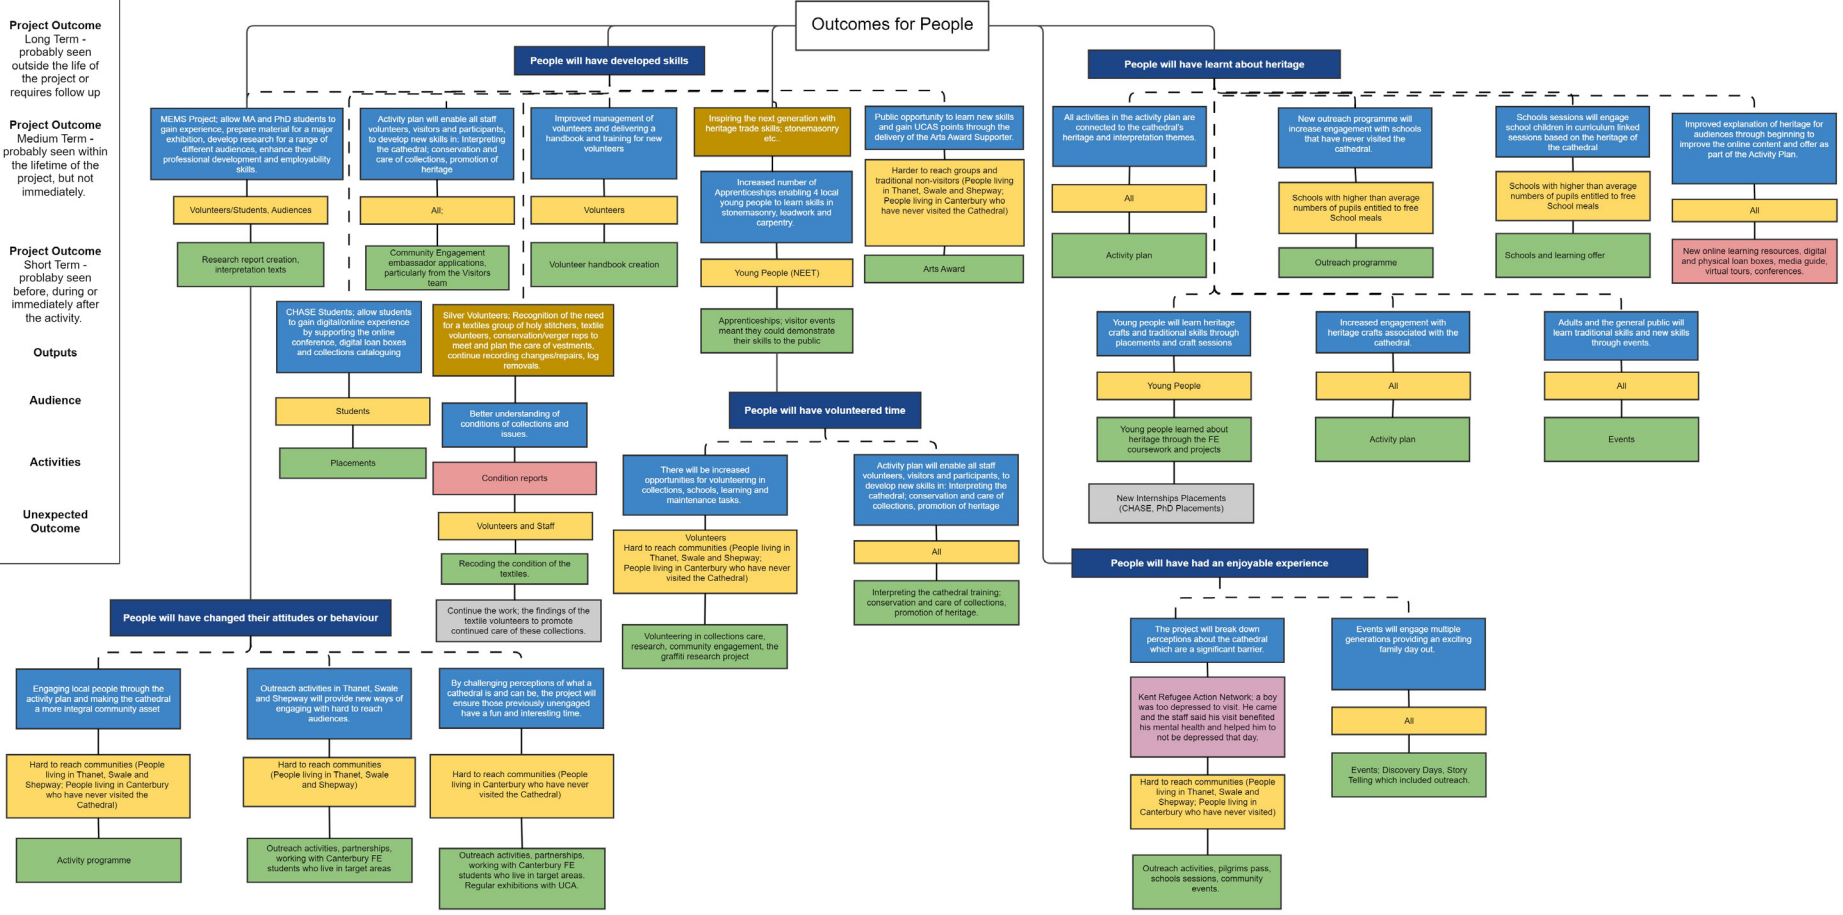 Outcomes for People
Project Outcome
Long Term -
probably seen
outside the life of
the project or
requires follow up
Project Outcome
Medium Term -
probably seen within
the lifetime of the
project, but not
immediately.
Project Outcome
Short Term -
problaby seen
before, during or
immediately after
the activity.
Outputs
Audience
Activities
Unexpected
Outcome
People will have developed skills
MEMS Project; allow MA and PhD students to
gain experience, prepare material for a major
exhibition, develop research for a range of
different audiences, enhance their
professional development and employability
skills.
Volunteers/Students, Audiences
Research report creation,
interpretation texts
Activity plan will enable all staff
volunteers, visitors and participants,
to develop new skills in: Interpreting
the cathedral; conservation and
care of collections, promotion of
heritage
All;
Community Engagement
embassador applications,
particularly from the Visitors
team
Improved management of
volunteers and delivering a
handbook and training for new
volunteers
Volunteers
Volunteer handbook creation
Inspiring the next generation with
heritage trade skills; stonemasonry
etc..
Increased number of
Apprenticeships enabling 4 local
young people to learn skills in
stonemasonry, leadwork and
carpentry.
Young People (NEET)
Apprenticeships; visitor events
meant they could demonstrate
their skills to the public
Public opportunity to learn new skills
and gain UCAS points through the
delivery of the Arts Award Supporter.
Harder to reach groups and
traditional non-visitors (People living
in Thanet, Swale and Shepway;
People living in Canterbury who
have never visited the Cathedral)
Arts Award
CHASE Students; allow students
to gain digital/online experience
by supporting the online
conference, digital loan boxes
and collections cataloguing
Students
Placements
Silver Volunteers; Recognition of the need
for a textiles group of holy stitchers, textile
volunteers, conservation/verger reps to
meet and plan the care of vestments,
continue recording changes/repairs, log
removals.
Better understanding of
conditions of collections and
issues.
Condition reports
Volunteers and Staff
Recoding the condition of the
textiles.
Continue the work; the findings of the
textile volunteers to promote
continued care of these collections.
People will have learnt about heritage
All activities in the activity plan are
connected to the cathedral's
heritage and interpretation themes.
All
Activity plan
New outreach programme will
increase engagement with schools
that have never visited the
cathedral.
Schools with higher than average
numbers of pupils entitled to free
School meals
Outreach programme
Schools sessions will engage
school children in curriculum linked
sessions based on the heritage of
the cathedral
Schools with higher than average
numbers of pupils entitled to free
School meals
Schools and learning offer
Improved explanation of heritage for
audiences through beginning to
improve the online content and offer as
part of the Activity Plan.
All
New online learning resources, digital
and physical loan boxes, media guide,
virtual tours, conferences.
Young people will learn heritage
crafts and traditional skills through
placements and craft sessions
Young People
Young people learned about
heritage through the FE
coursework and projects
New Internships Placements
(CHASE, PhD Placements)
Increased engagement with
heritage crafts associated with the
cathedral.
All
Activity plan
Adults and the general public will
learn traditional skills and new skills
through events.
All
Events
People will have volunteered time
There will be increased
opportunities for volunteering in
collections, schools, learning and
maintenance tasks.
Volunteers
Hard to reach communities (People living in
Thanet, Swale and Shepway;
People living in Canterbury who have never
visited the Cathedral)
Volunteering in collections care,
research, community engagement, the
graffiti research project
Activity plan will enable all staff
volunteers, visitors and participants, to
develop new skills in: Interpreting the
cathedral; conservation and care of
collections, promotion of heritage
All
Interpreting the cathedral training;
conservation and care of collections,
promotion of heritage.
People will have had an enjoyable experience
The project will break down
perceptions about the cathedral
which are a significant barrier.
Kent Refugee Action Network; a boy
was too depressed to visit. He came
and the staff said his visit benefited
his mental health and helped him to
not be depressed that day.
Hard to reach communities (People
living in Thanet, Swale and
Shepway; People living in
Canterbury who have never visited)
Outreach activities, pilgrims pass,
schools sessions, community
events.
Events will engage multiple
generations providing an exciting
family day out.
All
Events; Discovery Days, Story
Telling which included outreach.
People will have changed their attitudes or behaviour
Engaging local people through the
activity plan and making the cathedral
a more integral community asset
Hard to reach communities (People
living in Thanet, Swale and
Shepway; People living in Canterbury
who have never visited the
Cathedral)
Activity programme
Outreach activities in Thanet, Swale
and Shepway will provide new ways of
engaging with hard to reach
audiences.
Hard to reach communities
(People living in Thanet, Swale
and Shepway)
Outreach activities, partnerships,
working with Canterbury FE
students who live in target areas
By challenging perceptions of what a
cathedral is and can be, the project will
ensure those previously unengaged
have a fun and interesting time.
Hard to reach communities (People
living in Canterbury who have never
visited the Cathedral)
Outreach activities, partnerships,
working with Canterbury FE
students who live in target areas.
Regular exhibitions with UCA.